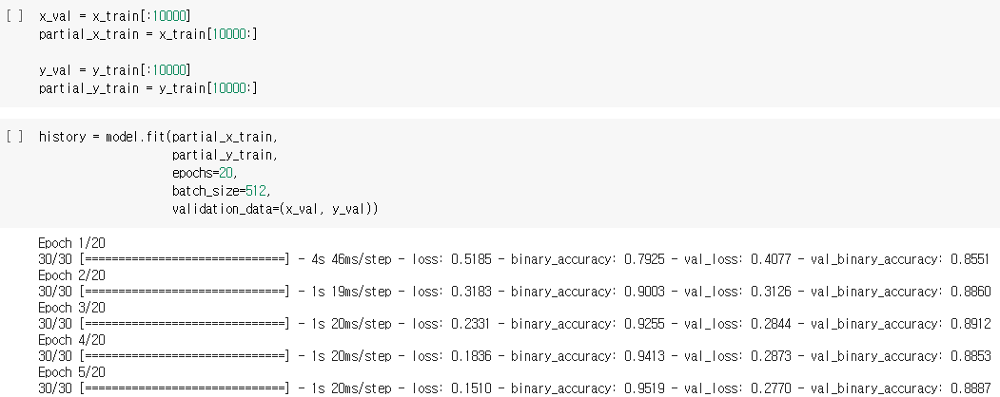 [ ] x_val = x_train[:10000]
partial_x_train = x_train[10000:]
y_val = y_train[:10000]
partial_y_train = y_train[10000:]
[ ] history = model.fit(partial_x_train,
partial_y_train,
epochs=20,
batch_size=512,
validation_data=(x_val, y_val))
Epoch 1/20
30/30 [==============================] - 4s 46ms/step - loss: 0.5185 - binary_accuracy: 0.7925 - val_loss: 0.4077 - val_binary_accuracy: 0.8551
Epoch 2/20
30/30 [==============================] - 1s 19ms/step - loss: 0.3183 - binary_accuracy: 0.9003 - val_loss: 0.3126 - val_binary_accuracy: 0.8860
Epoch 3/20
30/30 [==============================] - 1s 20ms/step - loss: 0.2331 - binary_accuracy: 0.9255 - val_loss: 0.2844 - val_binary_accuracy: 0.8912
Epoch 4/20
30/30 [==============================] - 1s 20ms/step - loss: 0.1836 - binary_accuracy: 0.9413 - val_loss: 0.2873 - val_binary_accuracy: 0.8853
Epoch 5/20
30/30 [==============================] - 1s 20ms/step - loss: 0.1510 - binary_accuracy: 0.9519 - val_loss: 0.2770 - val_binary_accuracy: 0.8887